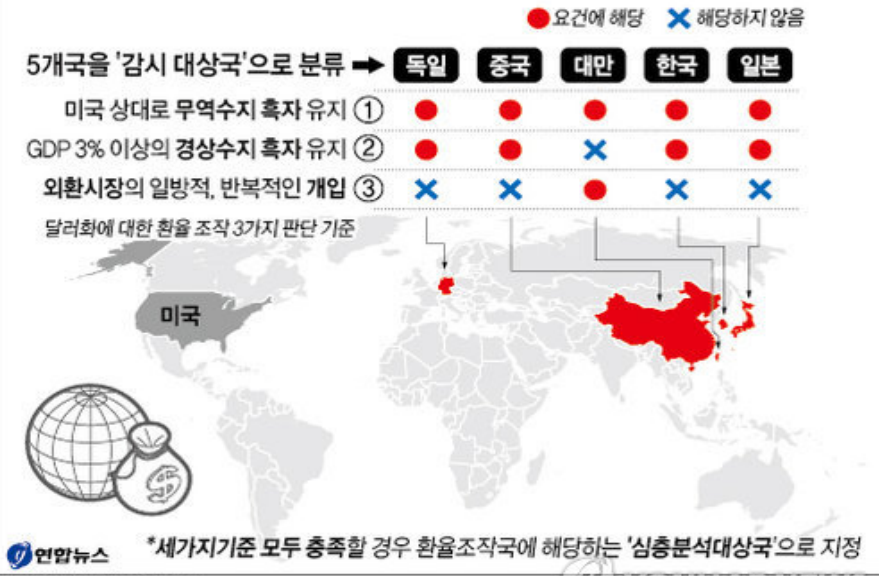 ●요건에 해당 ✕ 해당하지 않음
5개국을 '감시 대상국'으로 분류 → 독일 중국 대만 한국 일본
미국 상대로 무역수지 흑자 유지 ① ● ● ● ● ●
GDP 3% 이상의 경상수지 흑자 유지 ② ● ● ✕ ● ●
외환시장의 일방적, 반복적인 개입 ③ ✕ ✕ ● ✕ ✕
달러화에 대한 환율 조작 3가지 판단 기준
미국
$
연합뉴스
*세가지기준 모두 충족할 경우 환율조작국에 해당하는 '심층분석대상국'으로 지정